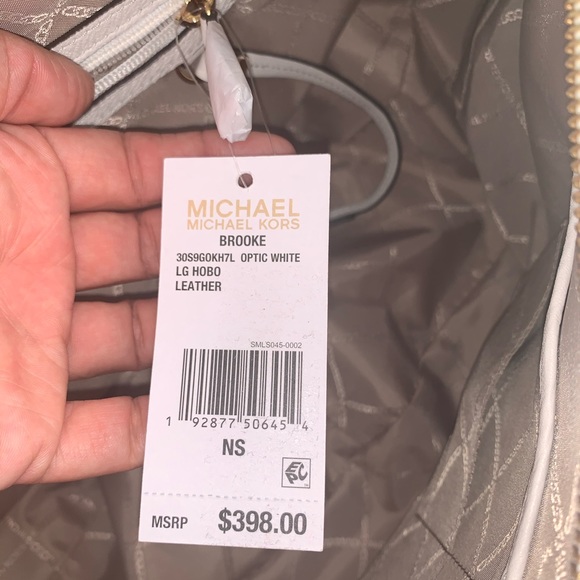 MICHAEL
MICHAEL KORS
BROOKE
30S9GOKH7L OPTIC WHITE
LG HOBO
LEATHER
SMLS045-0002
1 92877 50645 4
NS
EPC
MSRP $398.00